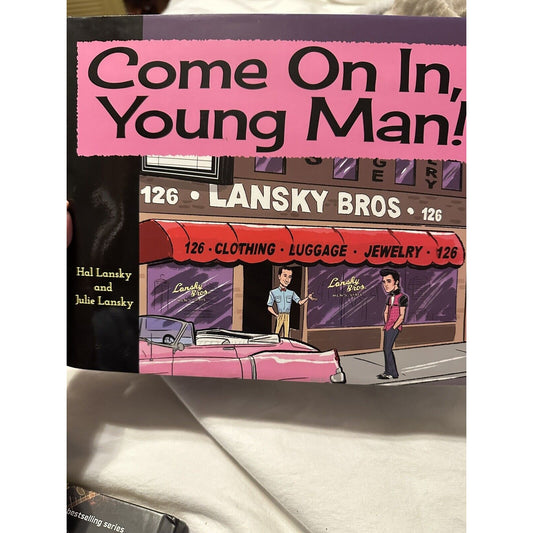 Come On In,
Young Man!
126 • LANSKY BROS • 126
126 • CLOTHING • LUGGAGE • JEWELRY • 126
Lansky
Bros
Lansky
Bros
Hal Lansky
and
Julie Lansky
bestselling series